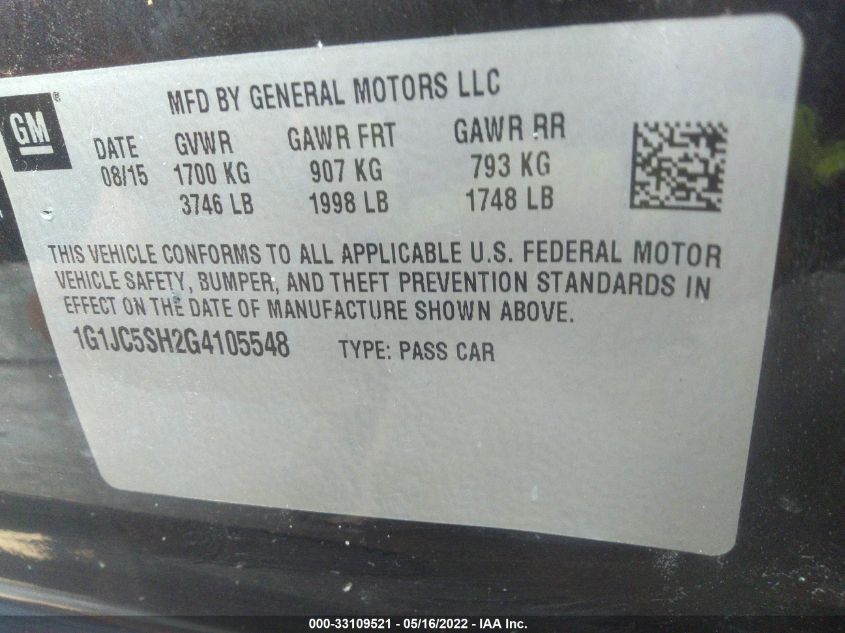 MFD BY GENERAL MOTORS LLC
GM®
DATE GVWR GAWR FRT GAWR RR
08/15 1700 KG 907 KG 793 KG
3746 LB 1998 LB 1748 LB
THIS VEHICLE CONFORMS TO ALL APPLICABLE U.S. FEDERAL MOTOR
VEHICLE SAFETY, BUMPER, AND THEFT PREVENTION STANDARDS IN
EFFECT ON THE DATE OF MANUFACTURE SHOWN ABOVE.
1G1JC5SH2G4105548 TYPE: PASS CAR
000-33109521 - 05/16/2022 - IAA Inc.